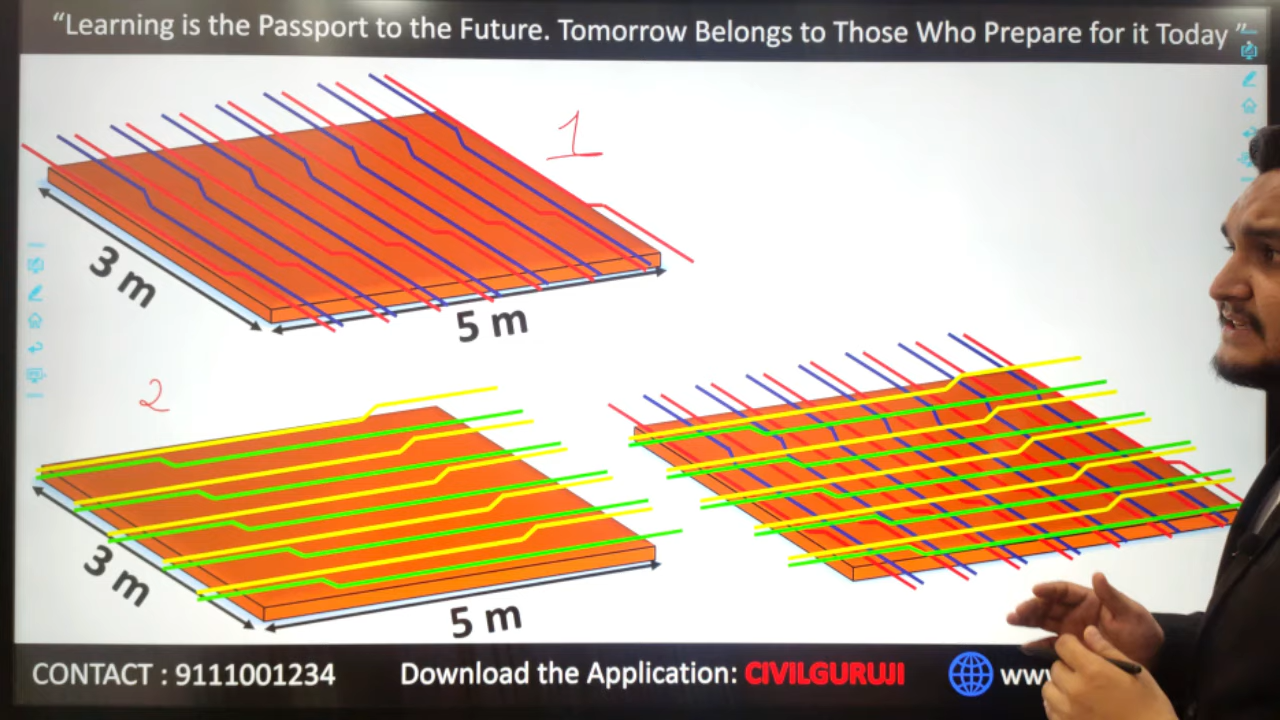 “Learning is the Passport to the Future. Tomorrow Belongs to Those Who Prepare for it Today ”
1
3 m
5 m
2
3 m
5 m
CONTACT : 9111001234
Download the Application: CIVILGURUJI
www